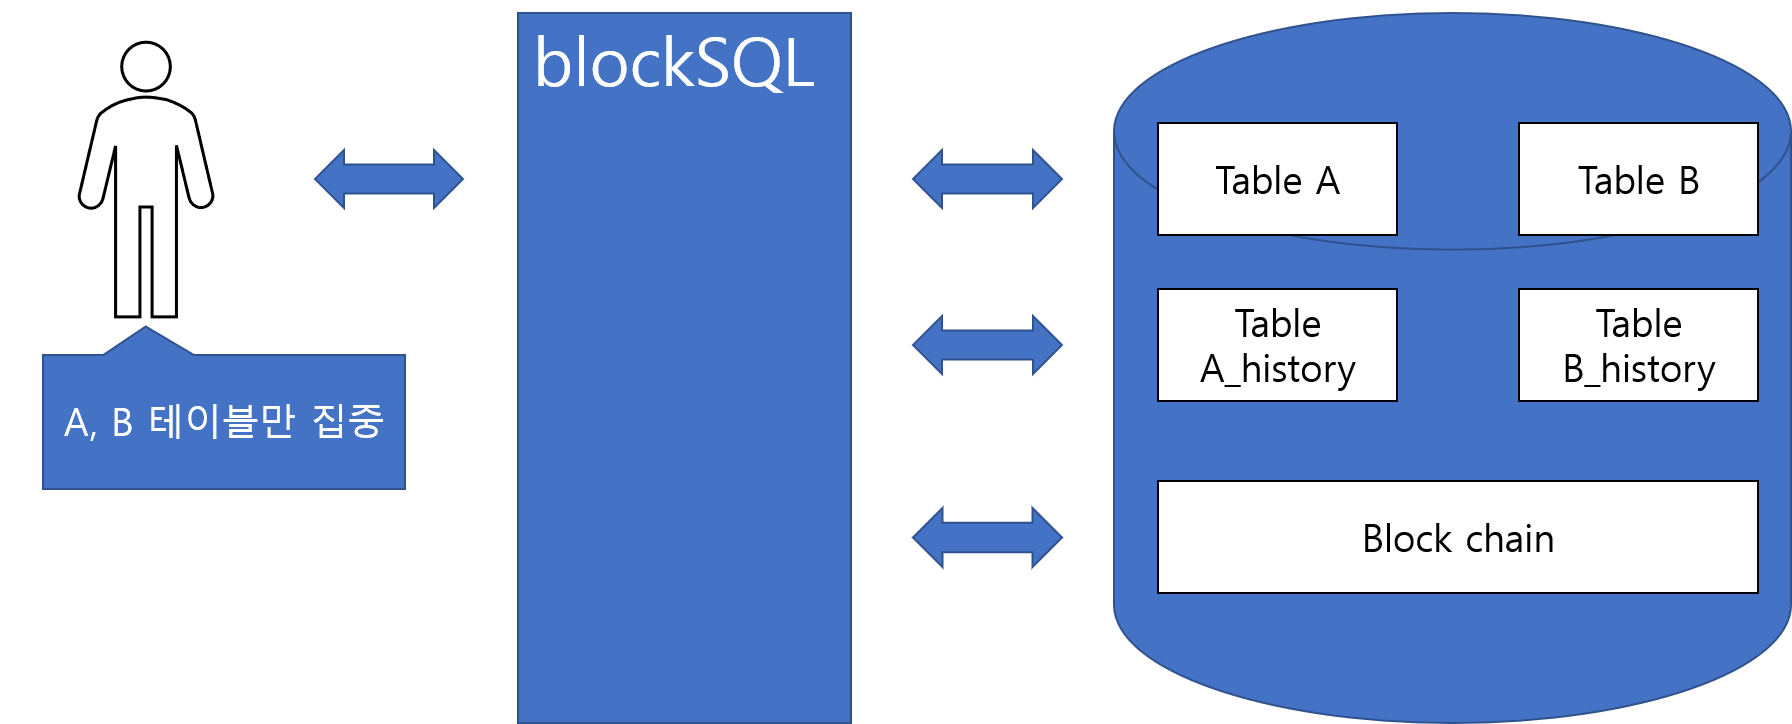 blockSQL
A, B 테이블만 집중
Table A
Table B
Table
A_history
Table
B_history
Block chain